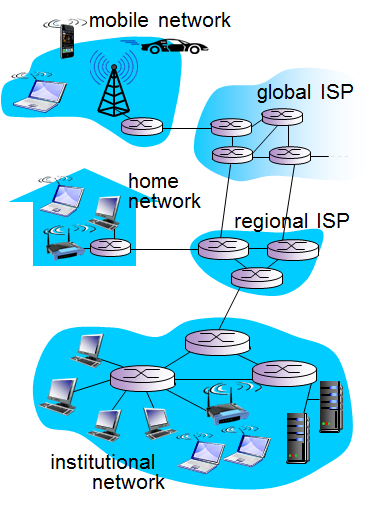 mobile network
global ISP
home
network
regional ISP
institutional
network